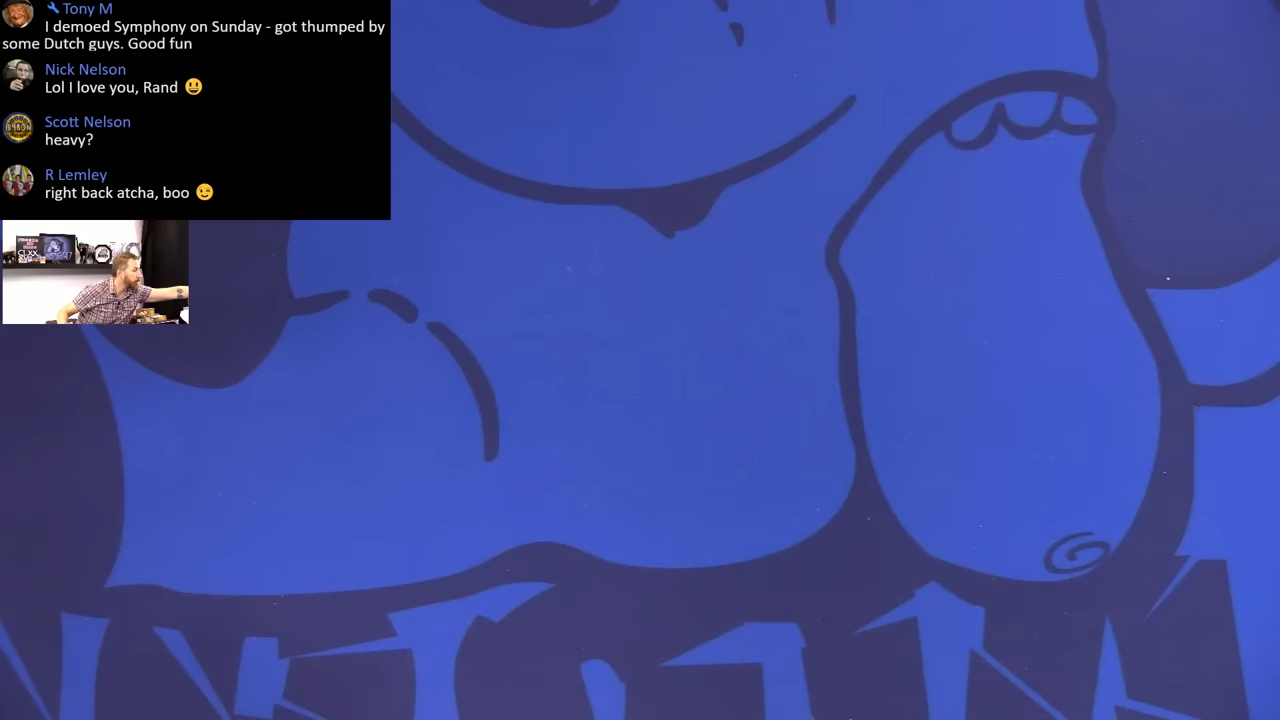 Tony M
I demoed Symphony on Sunday - got thumped by
some Dutch guys. Good fun
Nick Nelson
Lol I love you, Rand 😃
Scott Nelson
heavy?
R Lemley
right back atcha, boo 😉